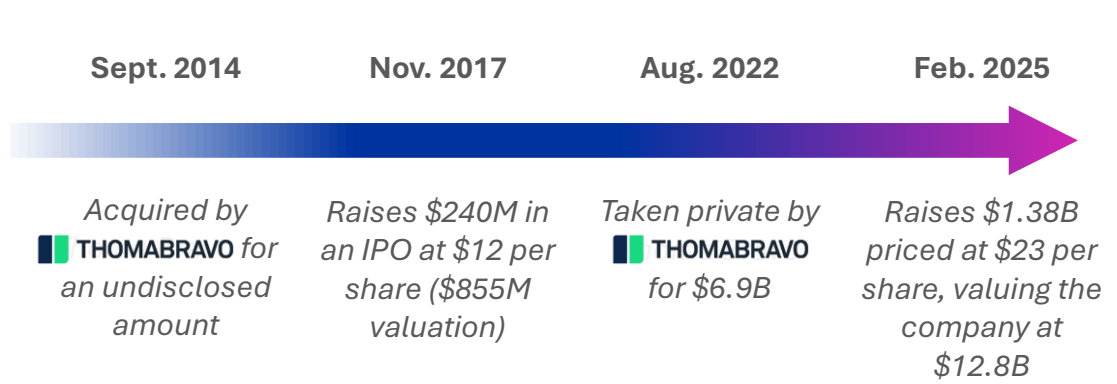 Sept. 2014
Acquired by
THOMABRAVO for
an undisclosed
amount
Nov. 2017
Raises $240M in
an IPO at $12 per
share ($855M
valuation)
Aug. 2022
Taken private by
THOMABRAVO
for $6.9B
Feb. 2025
Raises $1.38B
priced at $23 per
share, valuing the
company at
$12.8B